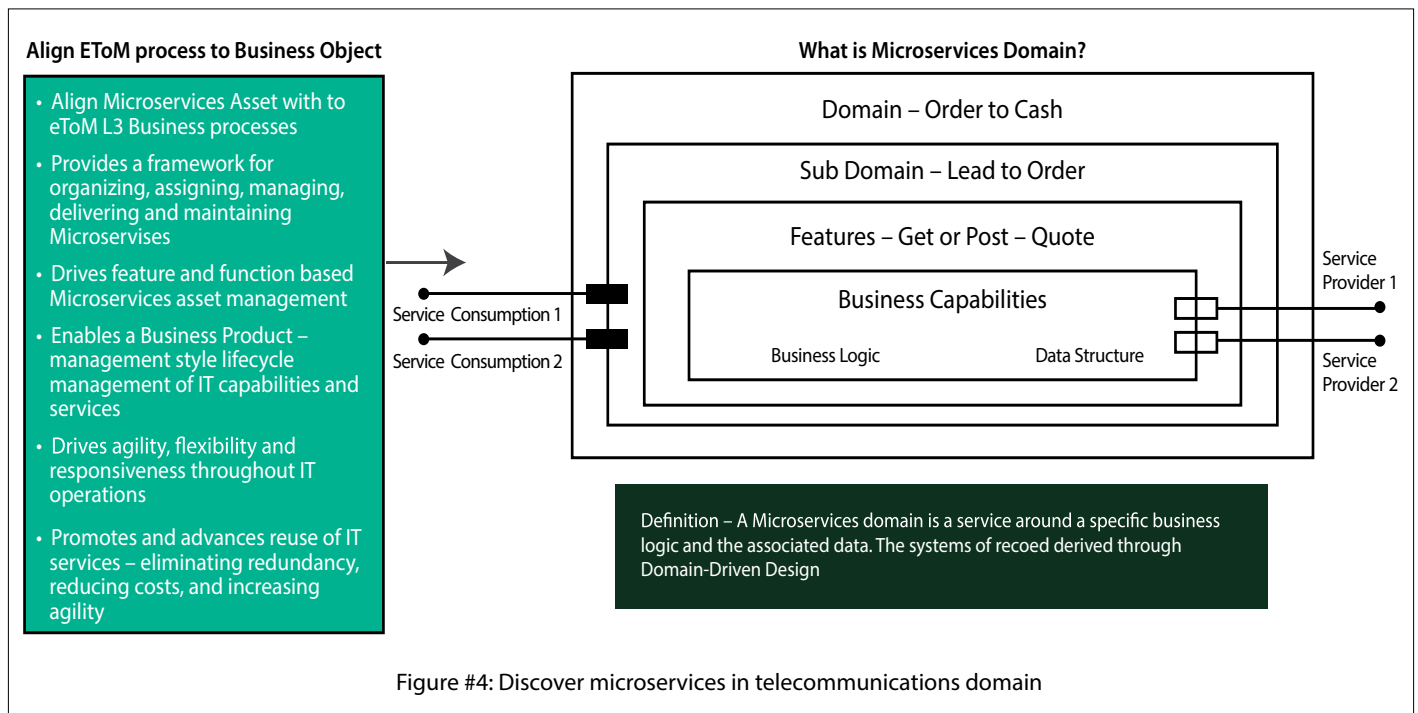 Align EToM process to Business Object
• Align Microservices Asset with to
eToM L3 Business processes
• Provides a framework for
organizing, assigning, managing,
delivering and maintaining
Microservises
• Drives feature and function based
Microservices asset management
• Enables a Business Product –
management style lifecycle
management of IT capabilities and
services
• Drives agility, flexibility and
responsiveness throughout IT
operations
• Promotes and advances reuse of IT
services – eliminating redundancy,
reducing costs, and increasing
agility
What is Microservices Domain?
Domain – Order to Cash
Sub Domain – Lead to Order
Features – Get or Post – Quote
Business Capabilities
Business Logic
Data Structure
Service Consumption 1
Service Consumption 2
Service
Provider 1
Service
Provider 2
Definition – A Microservices domain is a service around a specific business
logic and the associated data. The systems of recoed derived through
Domain-Driven Design
Figure #4: Discover microservices in telecommunications domain